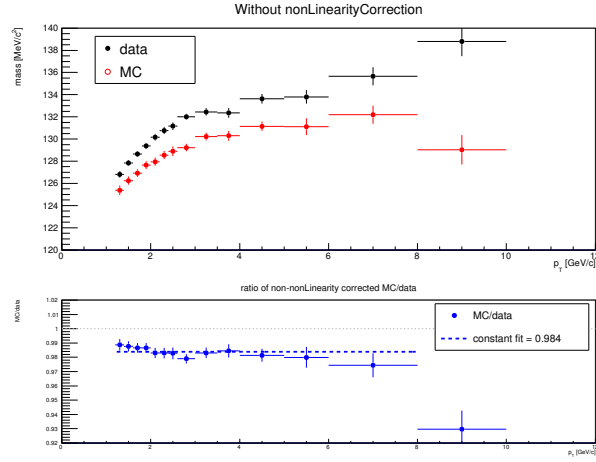 Without nonLinearityCorrection
mass [MeV/c²]
140
138
136
134
132
130
128
126
124
122
120
data
MC
0 2 4 6 8 10 12
p_T [GeV/c]
ratio of non-nonLinearity corrected MC/data
MC/data
1.02
1.01
1
0.99
0.98
0.97
0.96
0.95
0.94
0.93
0.92
MC/data
constant fit = 0.984
0 2 4 6 8 10 12
p_T [GeV/c]